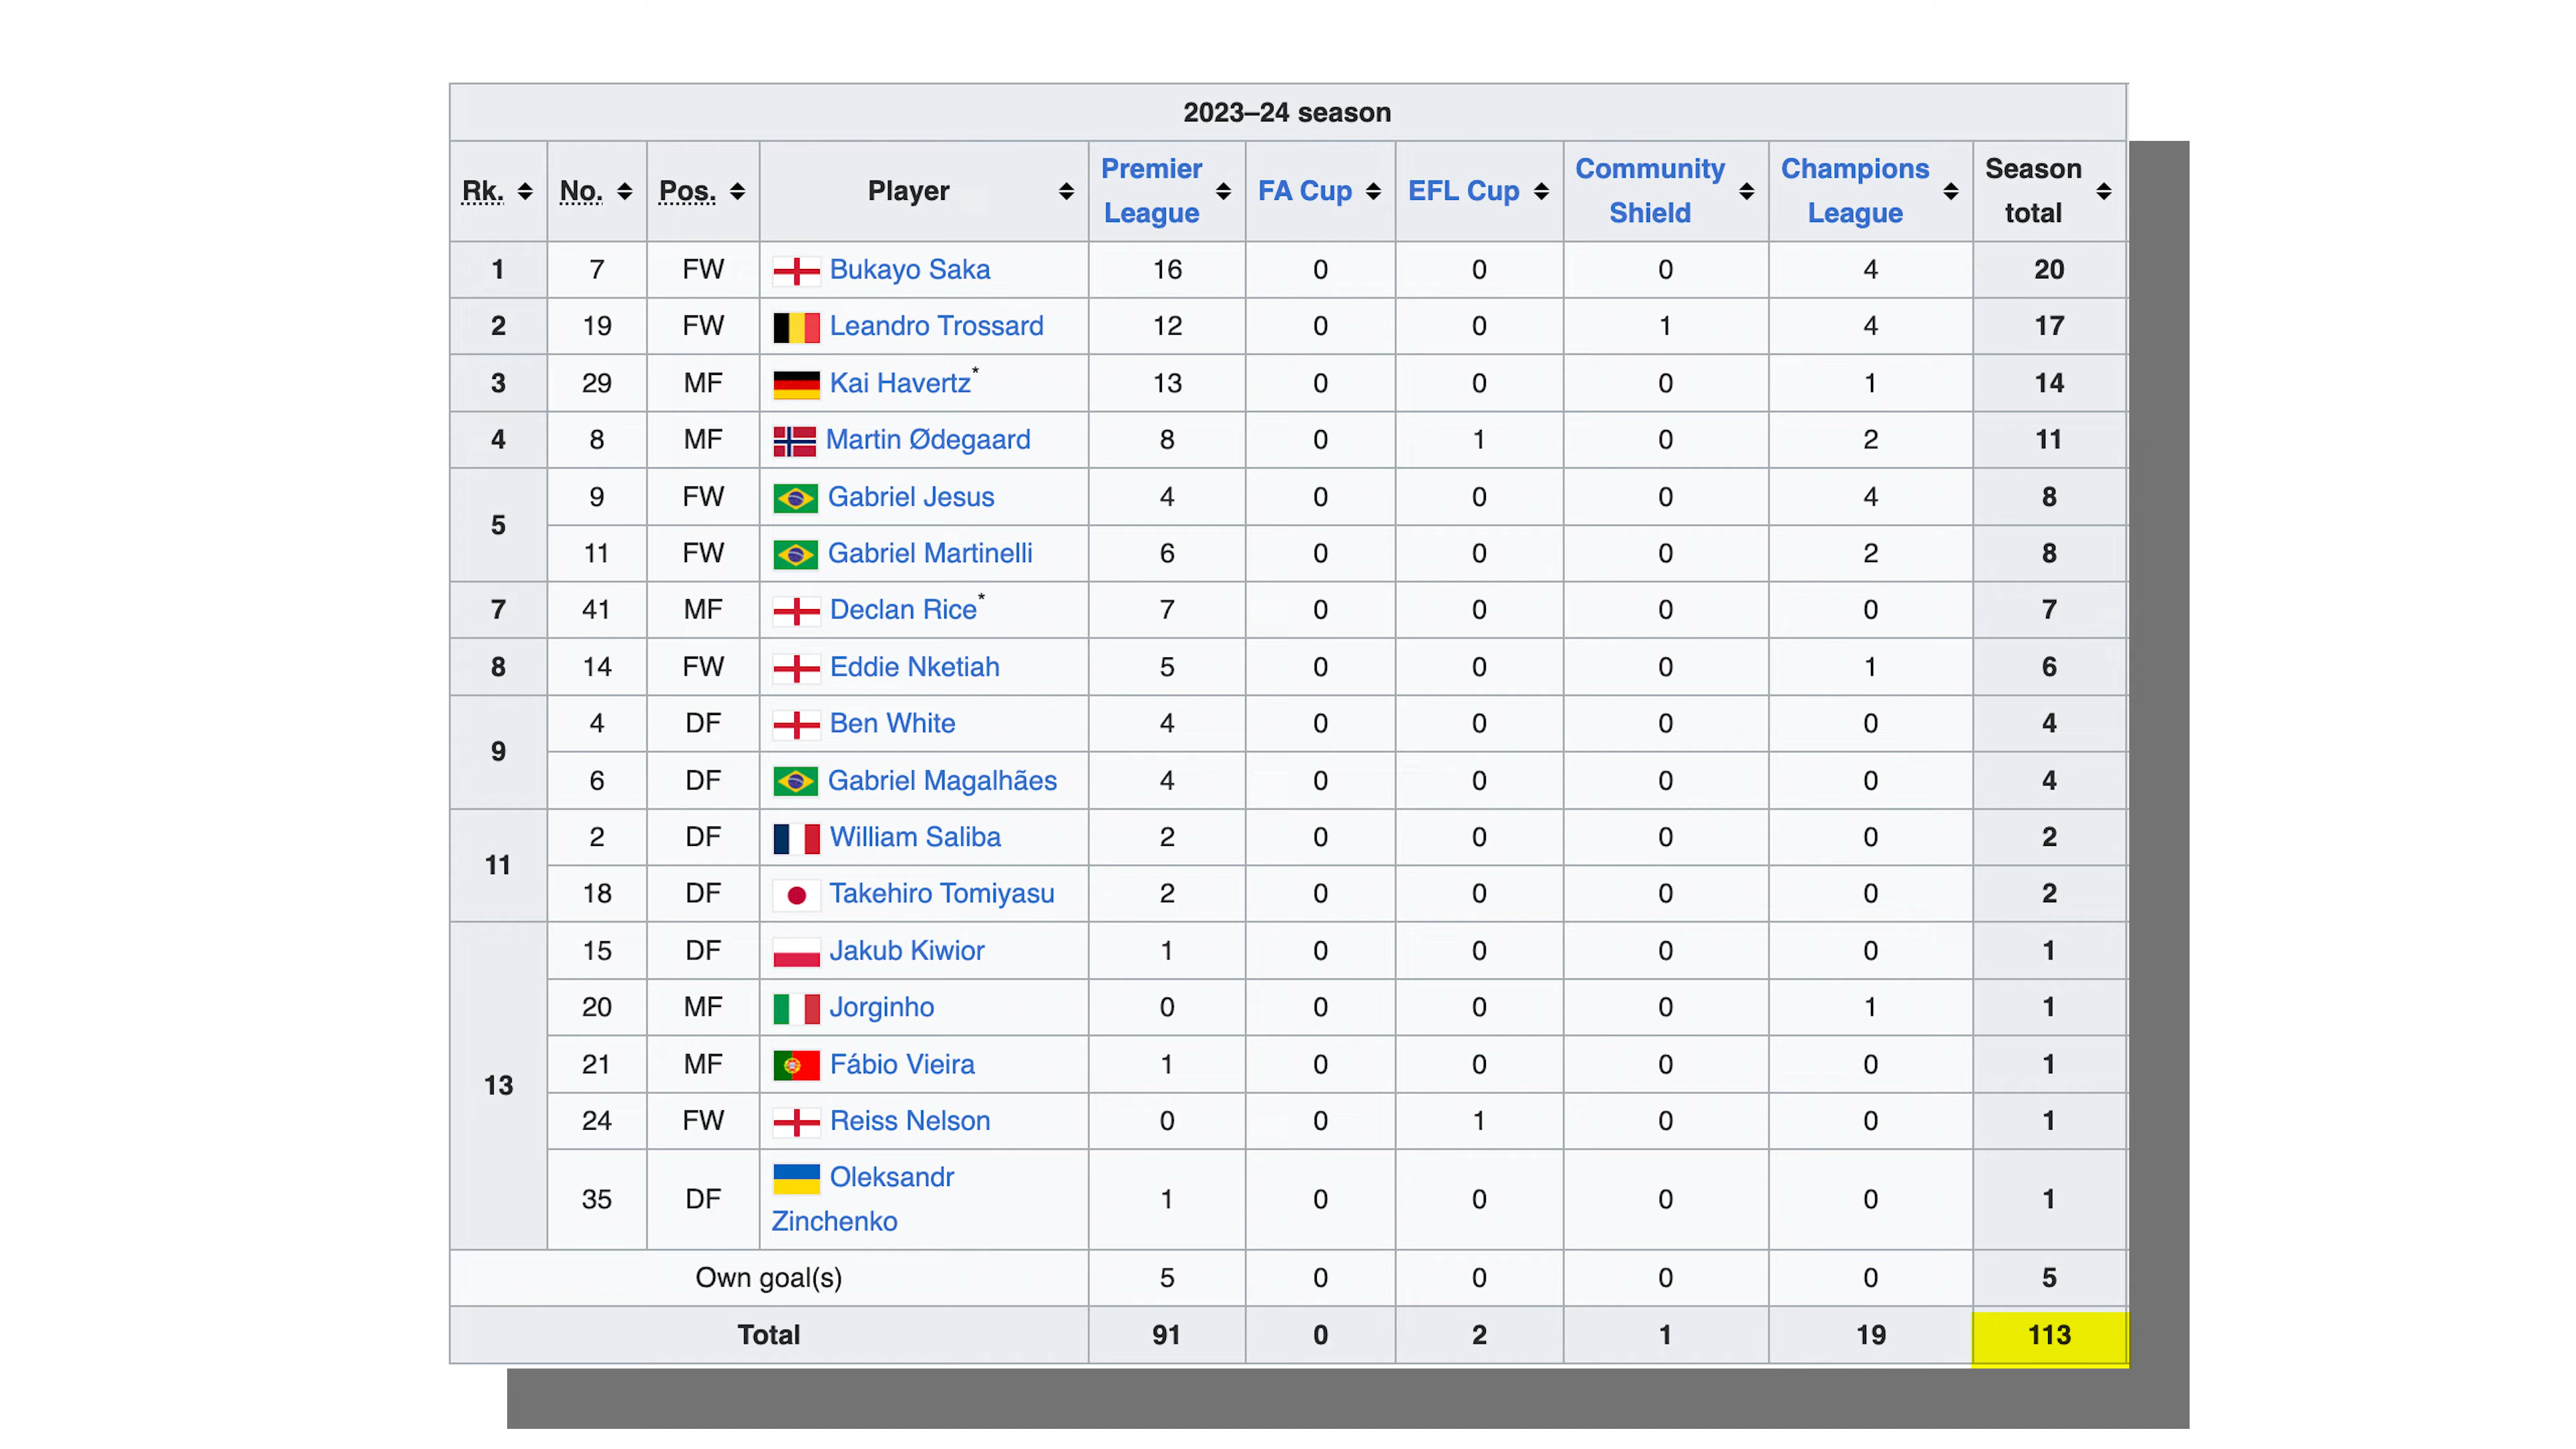 2023–24 season
Rk. No. Pos. Player Premier League FA Cup EFL Cup Community Shield Champions League Season total
1 7 FW Bukayo Saka 16 0 0 0 4 20
2 19 FW Leandro Trossard 12 0 0 1 4 17
3 29 MF Kai Havertz* 13 0 0 0 1 14
4 8 MF Martin Ødegaard 8 0 1 0 2 11
5 9 FW Gabriel Jesus 4 0 0 0 4 8
11 FW Gabriel Martinelli 6 0 0 0 2 8
7 41 MF Declan Rice* 7 0 0 0 0 7
8 14 FW Eddie Nketiah 5 0 0 0 1 6
9 4 DF Ben White 4 0 0 0 0 4
6 DF Gabriel Magalhães 4 0 0 0 0 4
11 2 DF William Saliba 2 0 0 0 0 2
18 DF Takehiro Tomiyasu 2 0 0 0 0 2
13 15 DF Jakub Kiwior 1 0 0 0 0 1
20 MF Jorginho 0 0 0 0 1 1
21 MF Fábio Vieira 1 0 0 0 0 1
24 FW Reiss Nelson 0 0 1 0 0 1
35 DF Oleksandr Zinchenko 1 0 0 0 0 1
Own goal(s) 5 0 0 0 0 5
Total 91 0 2 1 19 113